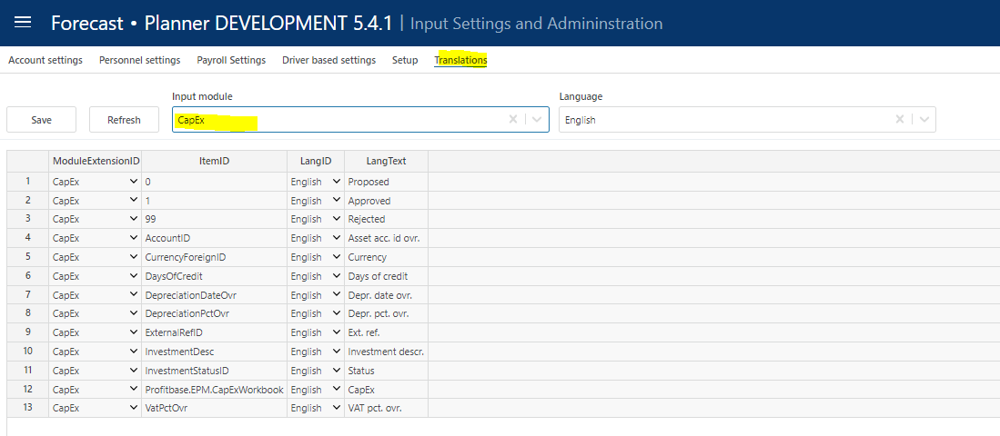 Forecast • Planner DEVELOPMENT 5.4.1 | Input Settings and Admininstration
Account settings Personnel settings Payroll Settings Driver based settings Setup Translations
Input module Language
Save Refresh CapEx English
ModuleExtensionID ItemID LangID LangText
1 CapEx 0 English Proposed
2 CapEx 1 English Approved
3 CapEx 99 English Rejected
4 CapEx AccountID English Asset acc. id ovr.
5 CapEx CurrencyForeignID English Currency
6 CapEx DaysOfCredit English Days of credit
7 CapEx DepreciationDateOvr English Depr. date ovr.
8 CapEx DepreciationPctOvr English Depr. pct. ovr.
9 CapEx ExternalRefID English Ext. ref.
10 CapEx InvestmentDesc English Investment descr.
11 CapEx InvestmentStatusID English Status
12 CapEx Profitbase.EPM.CapExWorkbook English CapEx
13 CapEx VatPctOvr English VAT pct. ovr.